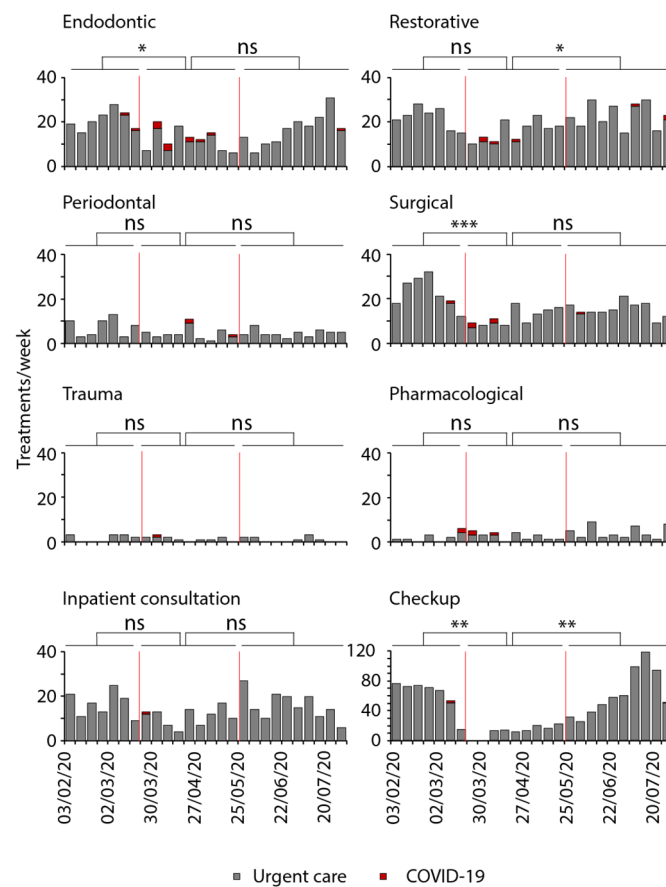 Endodontic
* ns
40
20
0
Restorative
ns *
40
20
0
Periodontal
ns ns
40
20
0
Surgical
*** ns
40
20
0
Treatments/week
Trauma
ns ns
40
20
0
Pharmacological
ns ns
40
20
0
Inpatient consultation
ns ns
40
20
0
03/02/20
02/03/20
30/03/20
27/04/20
25/05/20
22/06/20
20/07/20
Checkup
** **
120
80
40
0
03/02/20
02/03/20
30/03/20
27/04/20
25/05/20
22/06/20
20/07/20
Urgent care
COVID-19